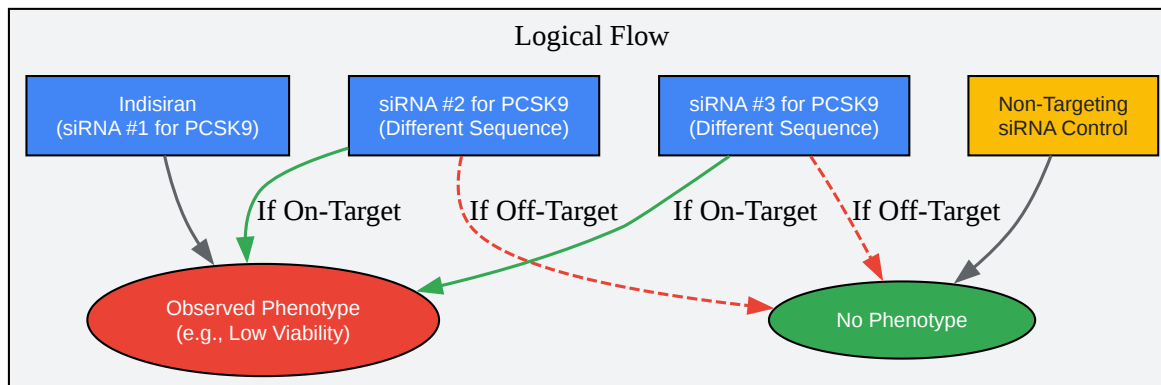 Logical Flow
Indisiran
(siRNA #1 for PCSK9)
siRNA #2 for PCSK9
(Different Sequence)
siRNA #3 for PCSK9
(Different Sequence)
Non-Targeting
siRNA Control
If On-Target
If Off-Target
If On-Target
If Off-Target
Observed Phenotype
(e.g., Low Viability)
No Phenotype